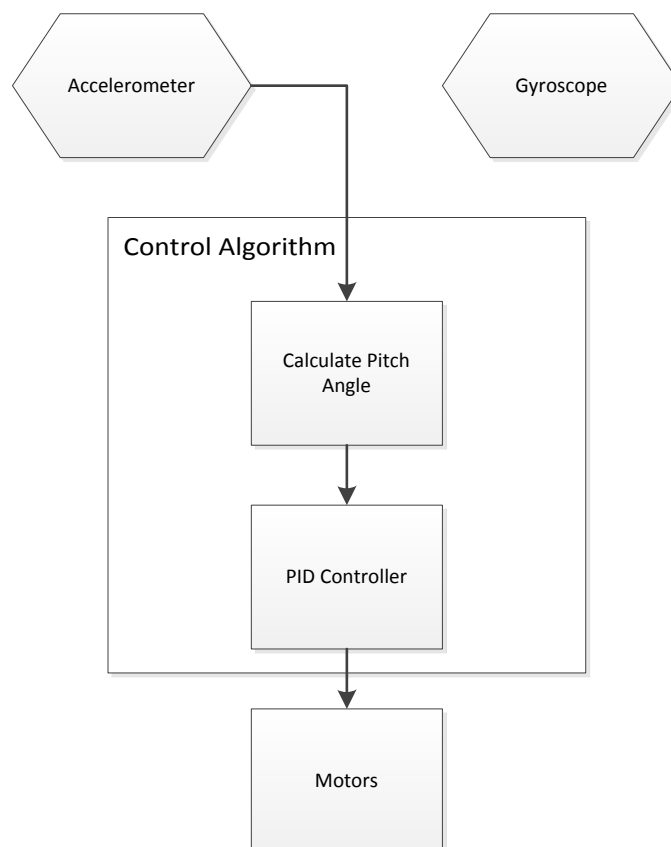 Accelerometer
Gyroscope
Control Algorithm
Calculate Pitch
Angle
PID Controller
Motors